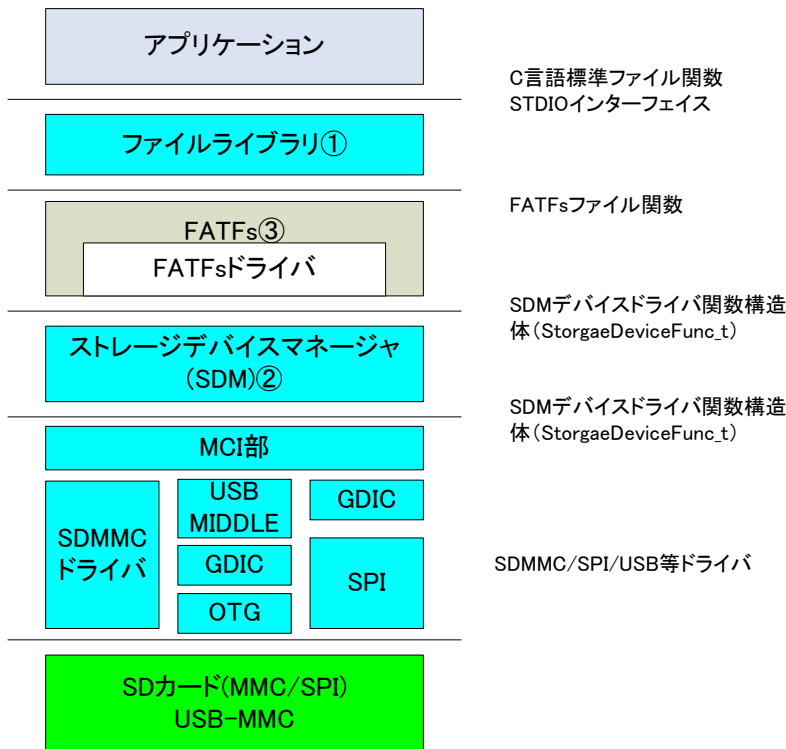 アプリケーション
C言語標準ファイル関数
STDIOインターフェイス
ファイルライブラリ①
FATFsファイル関数
FATFs③
FATFsドライバ
SDMデバイスドライバ関数構造
体(StorgaeDeviceFunc_t)
ストレージデバイスマネージャ
(SDM)②
SDMデバイスドライバ関数構造
体(StorgaeDeviceFunc_t)
MCI部
SDMMC
ドライバ
USB
MIDDLE
GDIC
OTG
GDIC
SPI
SDMMC/SPI/USB等ドライバ
SDカード(MMC/SPI)
USB-MMC